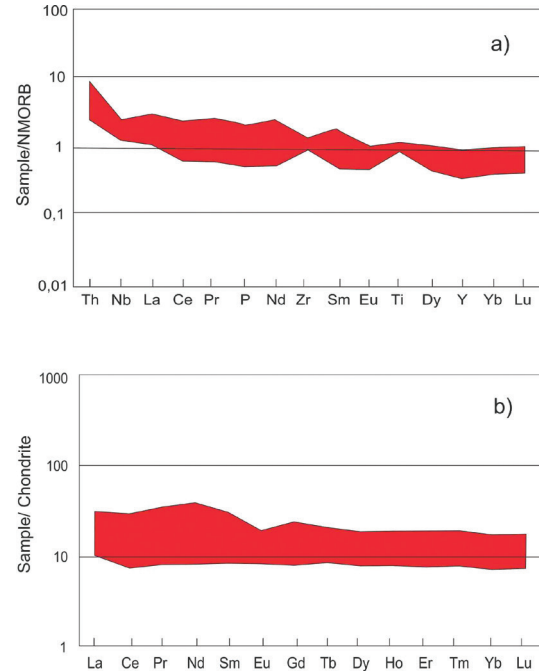 100
a)
10
Sample/NMORB
1
0,1
0,01
Th Nb La Ce Pr P Nd Zr Sm Eu Ti Dy Y Yb Lu
1000
b)
100
Sample/ Chondrite
10
1
La Ce Pr Nd Sm Eu Gd Tb Dy Ho Er Tm Yb Lu